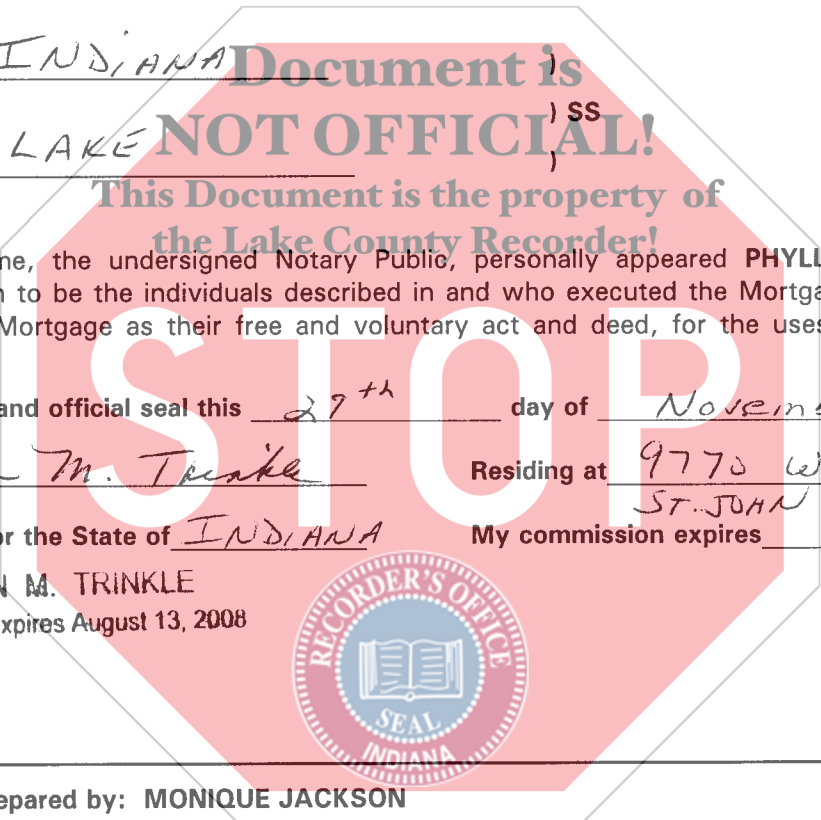 INDIANA )
Document is
) SS
LAKE NOT OFFICIAL!
)
This Document is the property of
the Lake County Recorder!
ne, the undersigned Notary Public, personally appeared PHYLL
n to be the individuals described in and who executed the Mortga
Mortgage as their free and voluntary act and deed, for the uses
STOP
and official seal this 29th day of Novem
M. Trinkle Residing at 9770 W
ST. JOHN
or the State of INDIANA My commission expires
N M. TRINKLE
xpires August 13, 2008
RECORDER'S OFFICE
SEAL
INDIANA
epared by: MONIQUE JACKSON